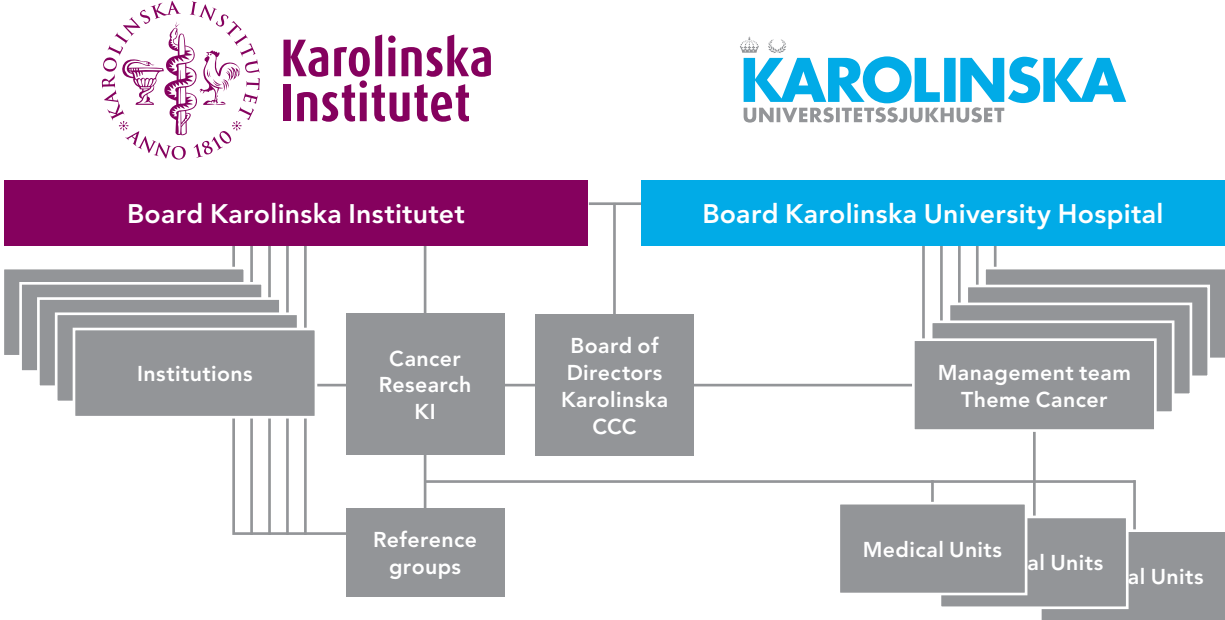 KAROLINSKA INSTITUTET
ANNO 1810
Karolinska
Institutet
KAROLINSKA
UNIVERSITETSSJUKHUSET
Board Karolinska Institutet
Board Karolinska University Hospital
Institutions
Cancer
Research
KI
Board of
Directors
Karolinska
CCC
Management team
Theme Cancer
Reference
groups
Medical Units
al Units
al Units